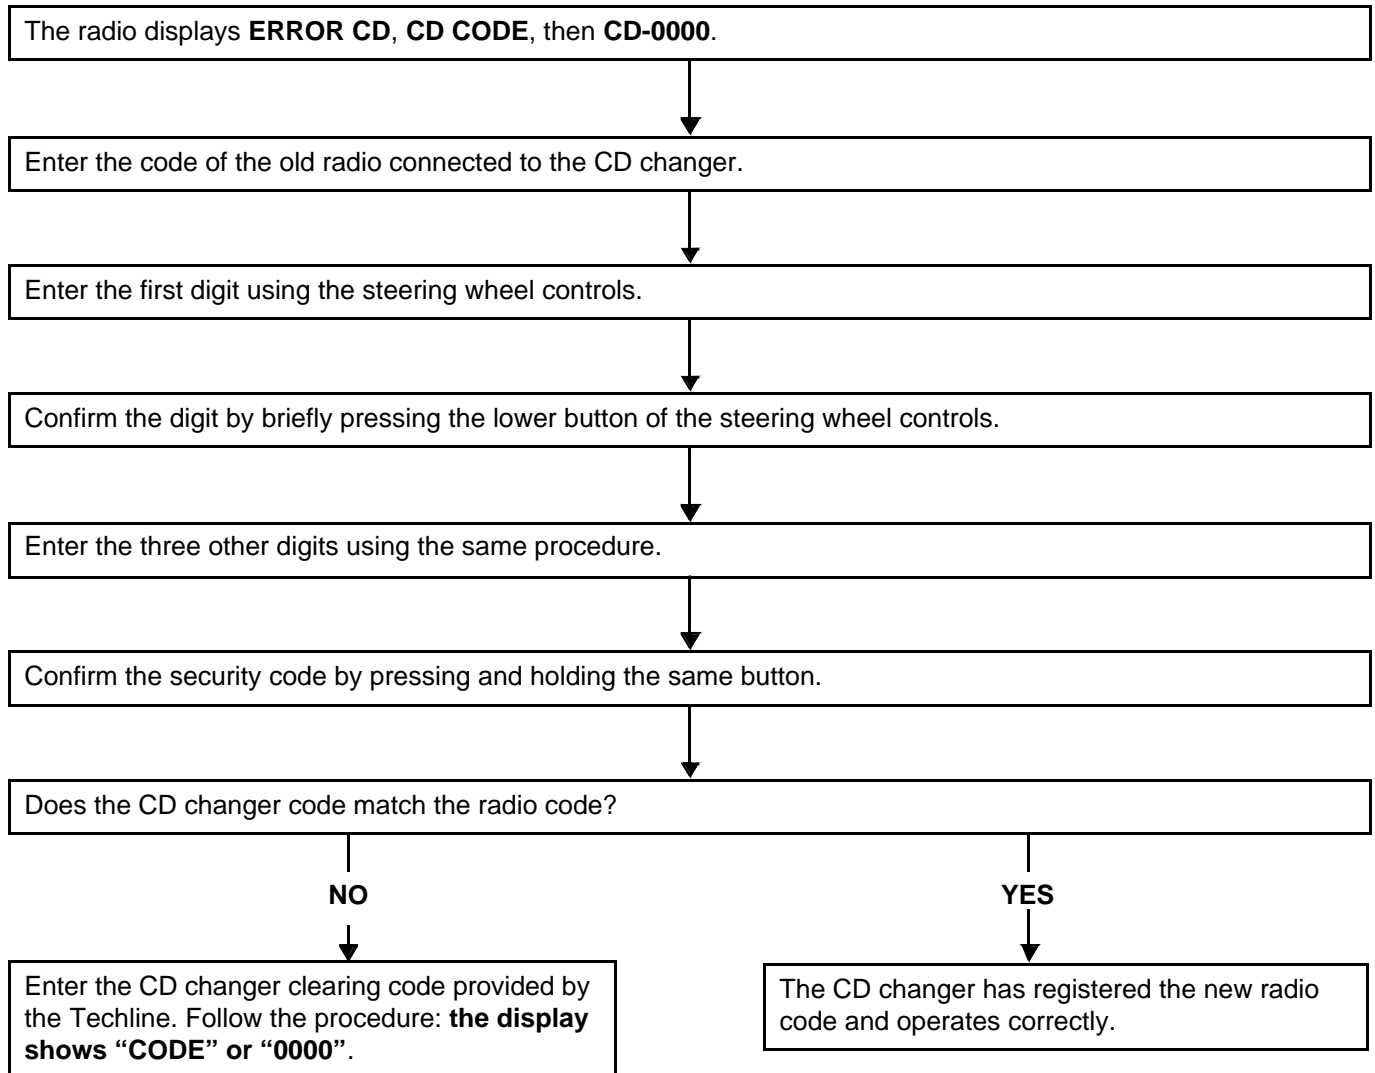 The radio displays ERROR CD, CD CODE, then CD-0000.
Enter the code of the old radio connected to the CD changer.
Enter the first digit using the steering wheel controls.
Confirm the digit by briefly pressing the lower button of the steering wheel controls.
Enter the three other digits using the same procedure.
Confirm the security code by pressing and holding the same button.
Does the CD changer code match the radio code?
NO
YES
Enter the CD changer clearing code provided by
the Techline. Follow the procedure: the display
shows “CODE” or “0000”.
The CD changer has registered the new radio
code and operates correctly.